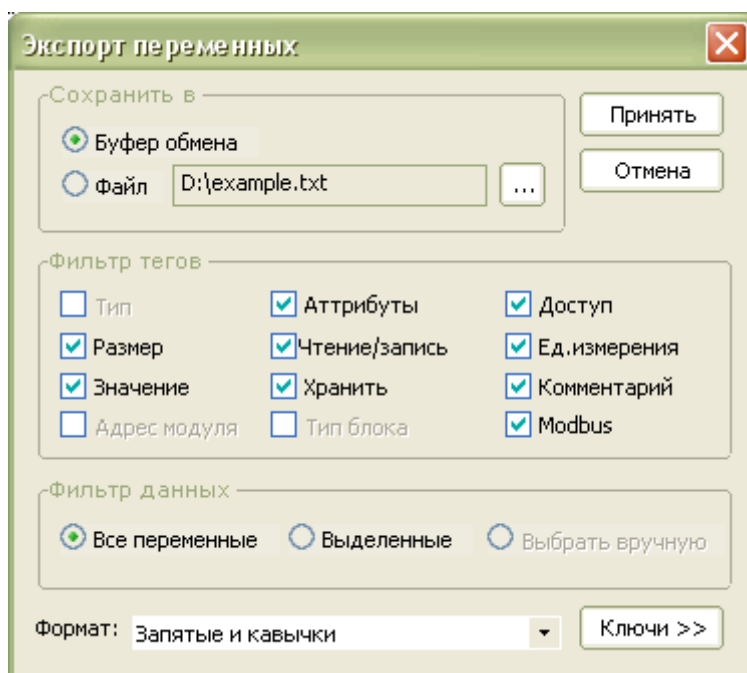 Экспорт переменных
Сохранить в
Принять
Буфер обмена
Отмена
Файл D:\example.txt ...
Фильтр тегов
Тип Аттрибуты Доступ
Размер Чтение/запись Ед.измерения
Значение Хранить Комментарий
Адрес модуля Тип блока Modbus
Фильтр данных
Все переменные Выделенные Выбрать вручную
Формат: Запятые и кавычки Ключи >>